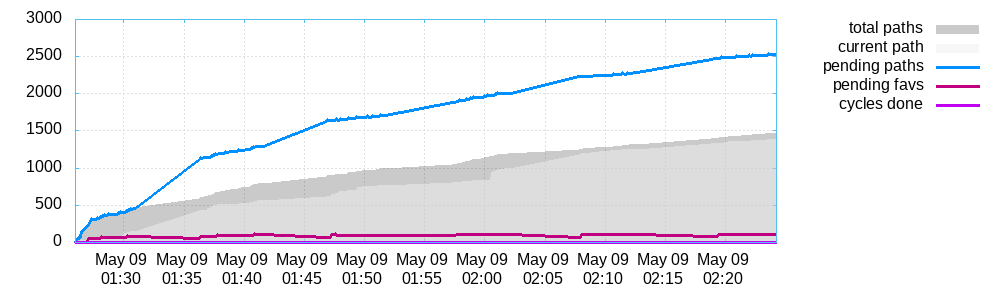 3000
2500
2000
1500
1000
500
0
May 09 May 09 May 09 May 09 May 09 May 09 May 09 May 09 May 09 May 09 May 09
01:30 01:35 01:40 01:45 01:50 01:55 02:00 02:05 02:10 02:15 02:20
total paths
current path
pending paths
pending favs
cycles done